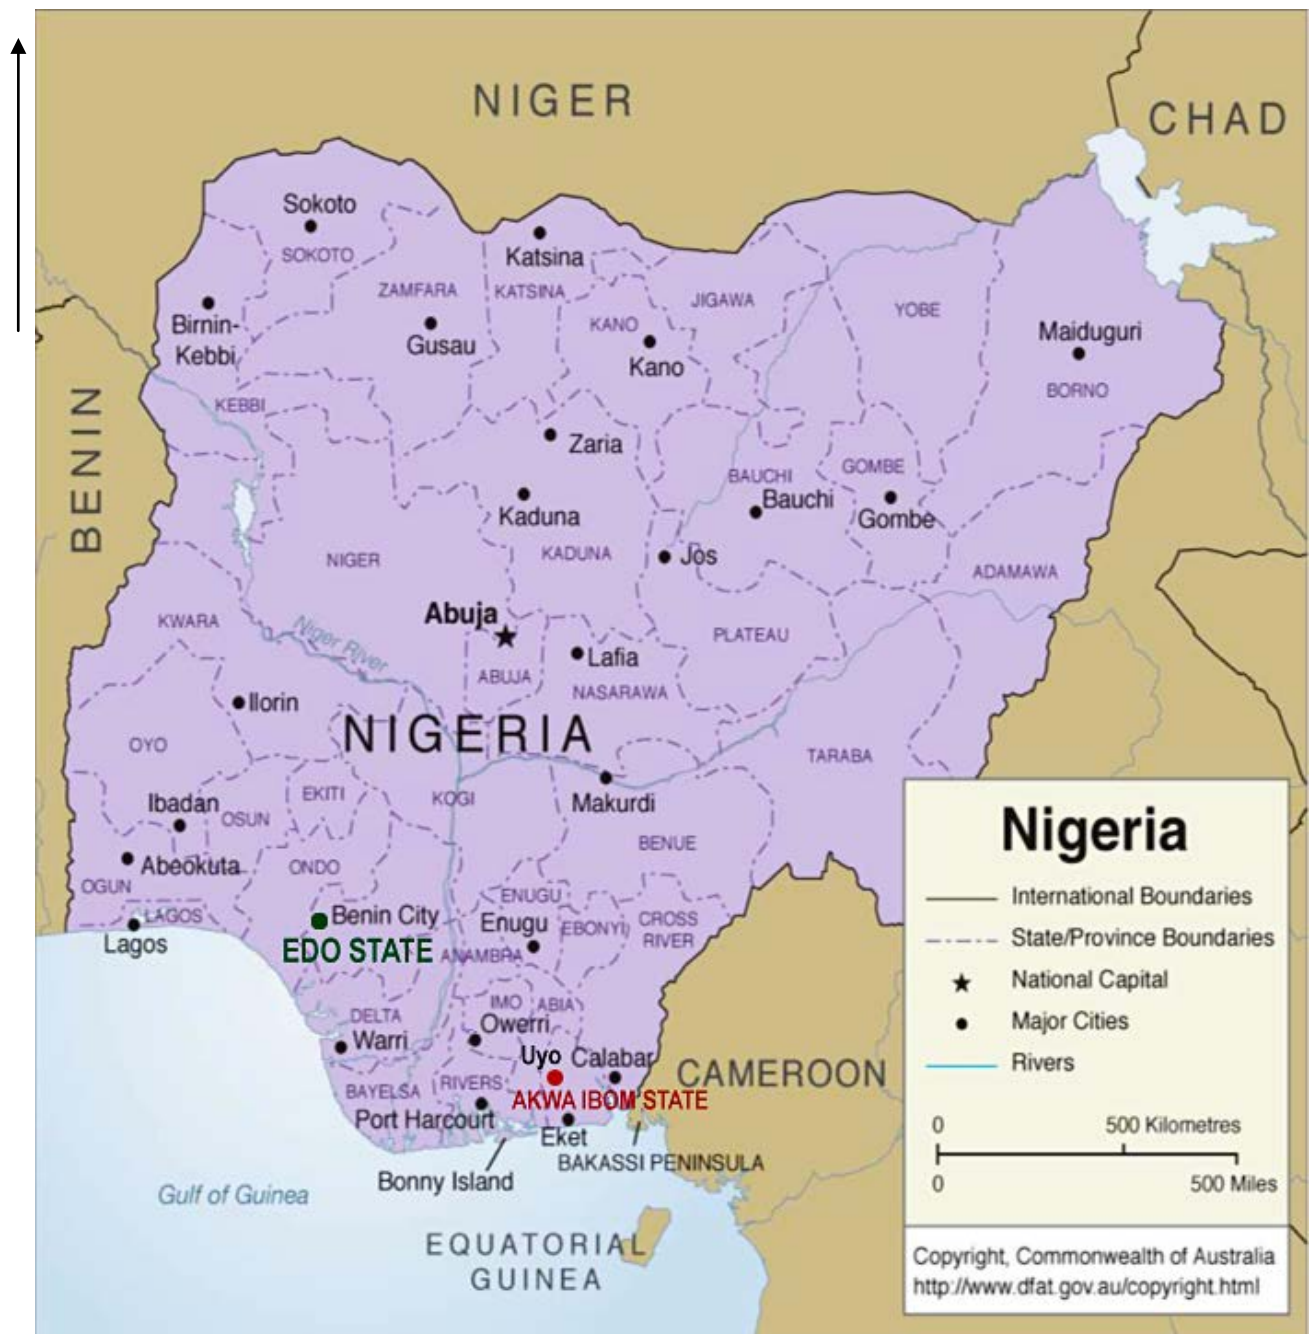 NIGER
CHAD
Sokoto
SOKOTO
Katsina
ZAMFARA
KATSINA
JIGAWA
YOBE
Birnin-
Kebbi
Gusau
KANO
Kano
Maiduguri
BORNO
KEBBI
BENIN
Zaria
BAUCHI
GOMBE
Bauchi
Kaduna
Gombe
NIGER
KADUNA
Jos
ADAMAWA
KWARA
Niger River
Abuja
PLATEAU
Lafia
ABUJA
NASARAWA
Ilorin
NIGERIA
OYO
TARABA
EKITI
KOGI
Makurdi
Ibadan
OSUN
BENUE
Abeokuta
ONDO
OGUN
ENUGU
LAGOS
Benin City
Enugu
EBONYI
CROSS
RIVER
Lagos
EDO STATE
ANAMBRA
IMO
ABIA
DELTA
Owerri
Warri
Uyo
Calabar
CAMEROON
BAYELSA
RIVERS
AKWA IBOM STATE
Port Harcourt
Eket
BAKASSI PENINSULA
Bonny Island
Gulf of Guinea
EQUATORIAL
GUINEA
Nigeria
International Boundaries
State/Province Boundaries
National Capital
Major Cities
Rivers
0 500 Kilometres
0 500 Miles
Copyright, Commonwealth of Australia
http://www.dfat.gov.au/copyright.html